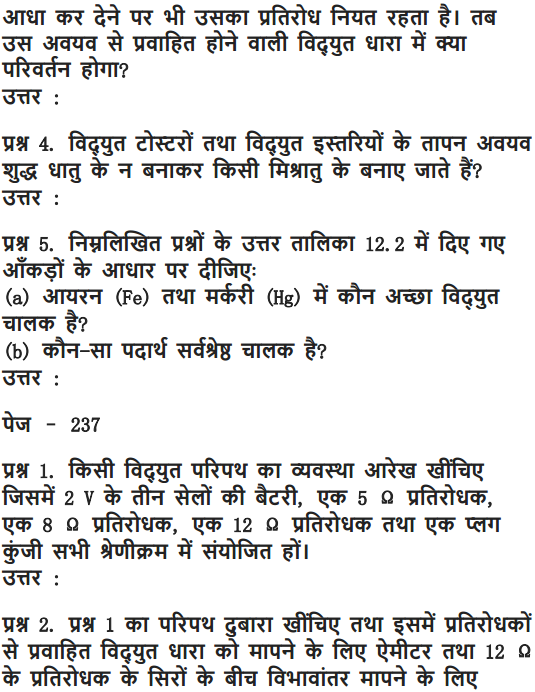 आधा कर देने पर भी उसका प्रतिरोध नियत रहता है। तब
उस अवयव से प्रवाहित होने वाली विद्युत धारा में क्या
परिवर्तन होगा?
उत्तर :
प्रश्न 4. विद्युत टोस्टरों तथा विद्युत इस्तरियों के तापन अवयव
शुद्ध धातु के न बनाकर किसी मिश्रातु के बनाए जाते हैं?
उत्तर :
प्रश्न 5. निम्नलिखित प्रश्नों के उत्तर तालिका 12.2 में दिए गए
आँकड़ों के आधार पर दीजिएः
(a) आयरन (Fe) तथा मर्करी (Hg) में कौन अच्छा विद्युत
चालक है?
(b) कौन-सा पदार्थ सर्वश्रेष्ठ चालक है?
उत्तर :
पेज - 237
प्रश्न 1. किसी विद्युत परिपथ का व्यवस्था आरेख खींचिए
जिसमें 2 V के तीन सेलों की बैटरी, एक 5 Ω प्रतिरोधक,
एक 8 Ω प्रतिरोधक, एक 12 Ω प्रतिरोधक तथा एक प्लग
कुंजी सभी श्रेणीक्रम में संयोजित हों।
उत्तर :
प्रश्न 2. प्रश्न 1 का परिपथ दुबारा खींचिए तथा इसमें प्रतिरोधकों
से प्रवाहित विद्युत धारा को मापने के लिए ऐमीटर तथा 12 Ω
के प्रतिरोधक के सिरों के बीच विभावांतर मापने के लिए